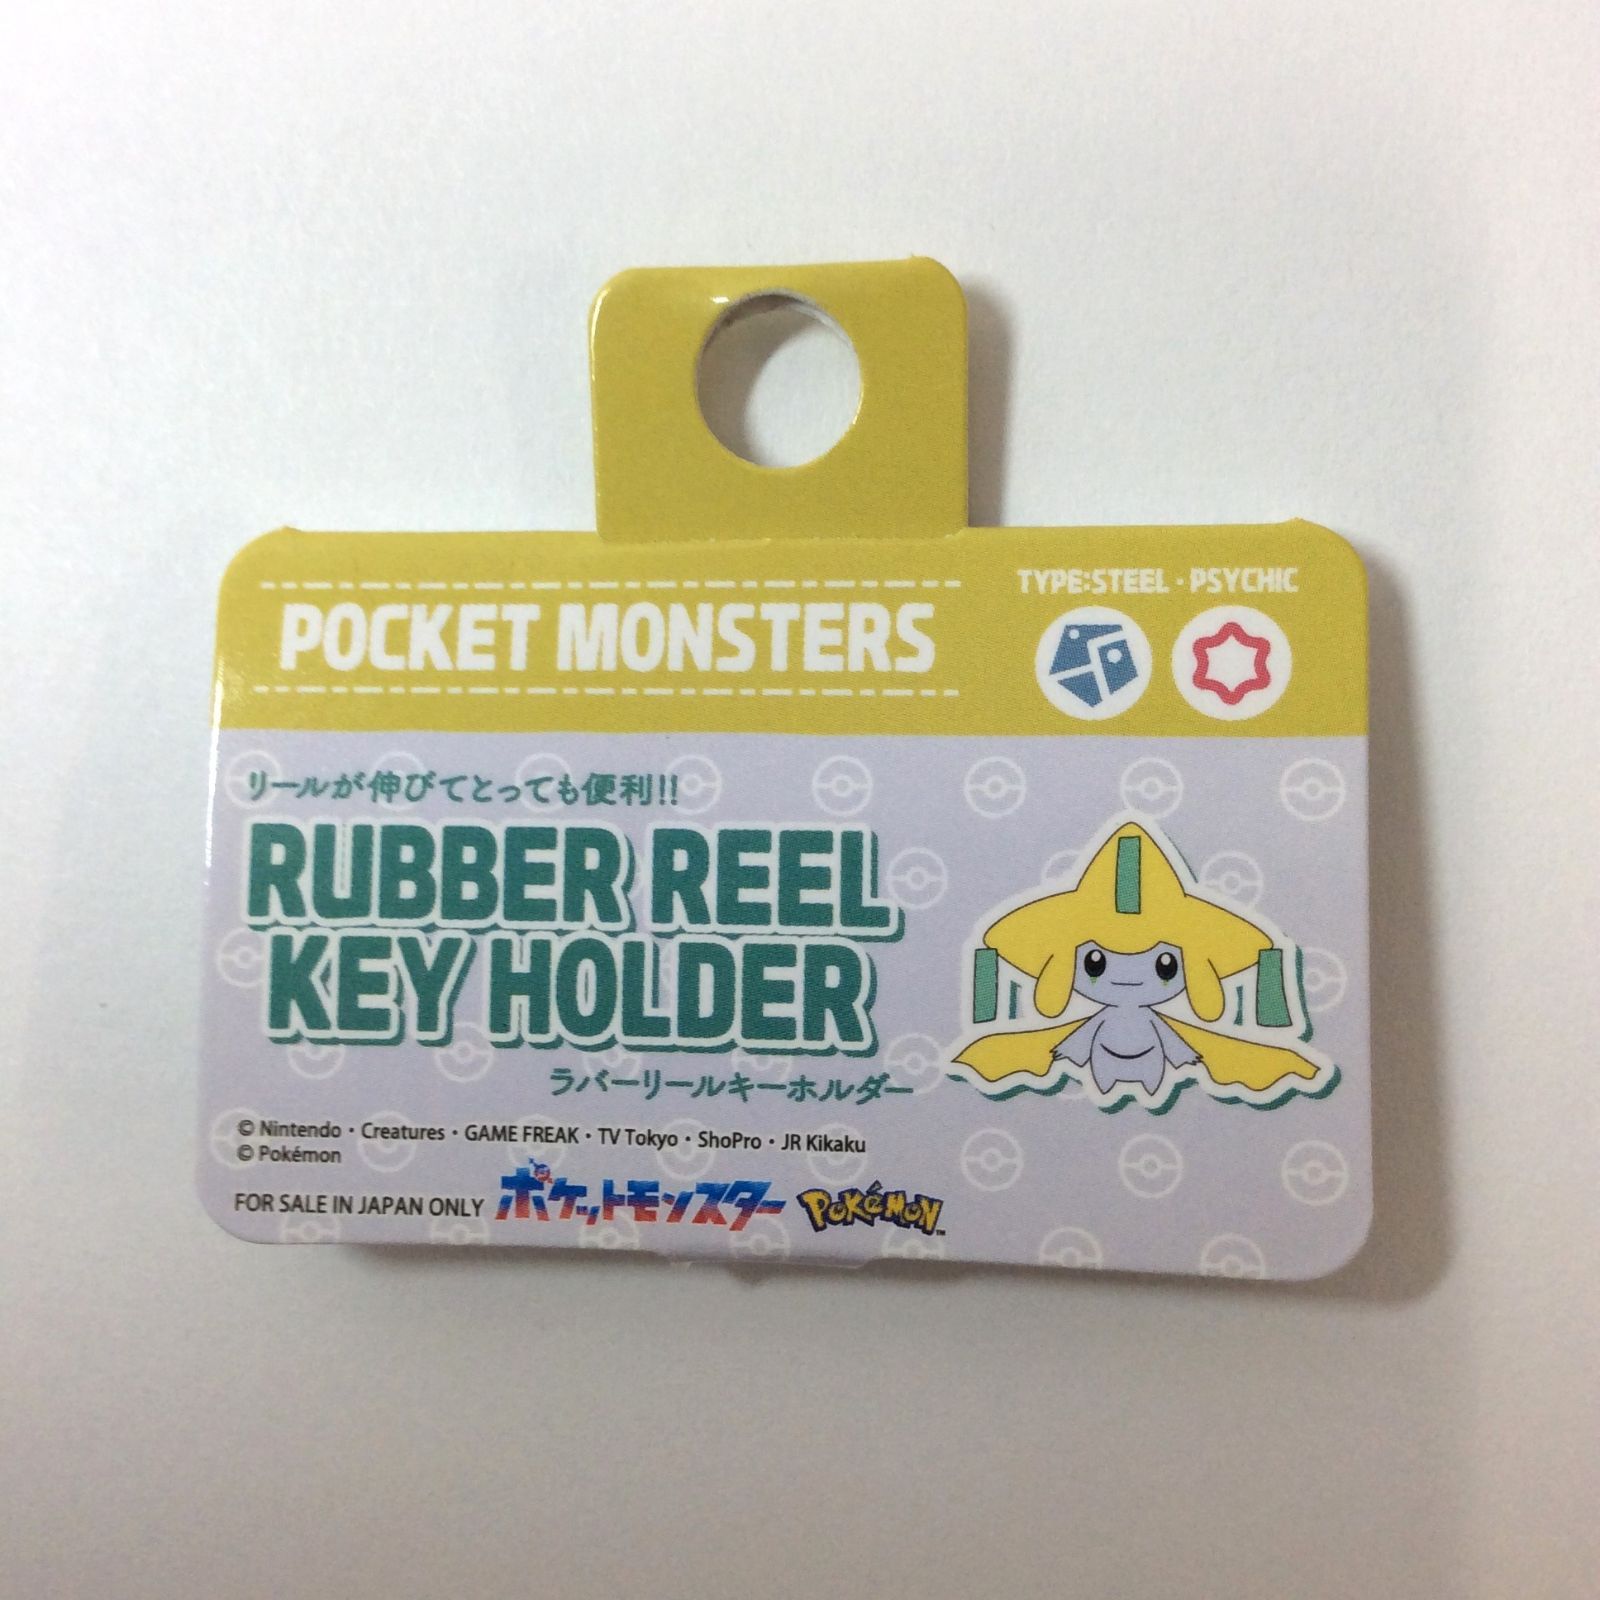 POCKET MONSTERS
TYPE:STEEL・PSYCHIC
リールが伸びてとっても便利!!
RUBBER REEL
KEY HOLDER
ラバーリールキーホルダー
© Nintendo・Creatures・GAME FREAK・TV Tokyo・ShoPro・JR Kikaku
© Pokémon
FOR SALE IN JAPAN ONLY ポケットモンスター POKéMON™